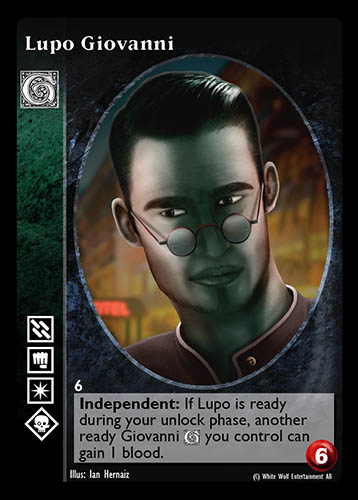 Lupo Giovanni
G
6
Independent: If Lupo is ready
during your unlock phase, another
ready Giovanni G you control can
gain 1 blood.
6
Illus: Ian Hernaiz
(C) White Wolf Entertainment AB